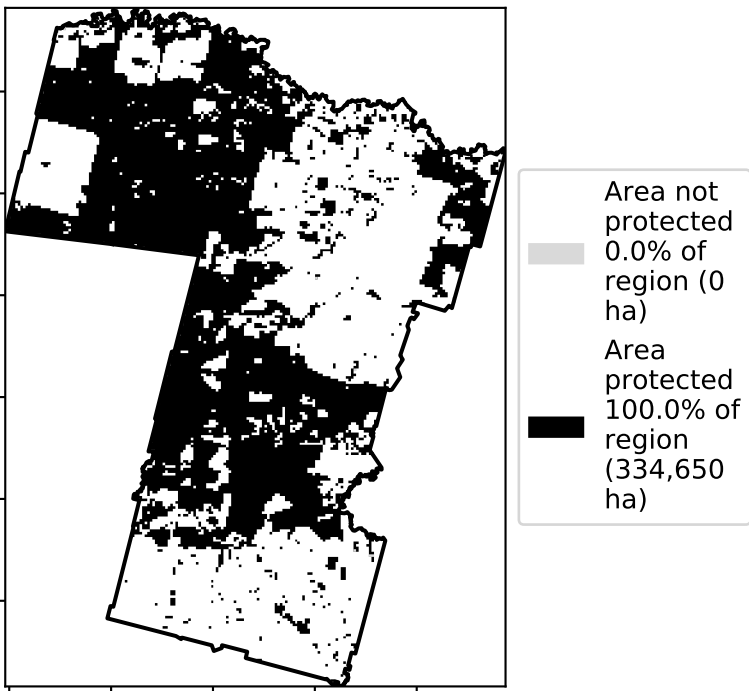 Area not
protected
0.0% of
region (0
ha)
Area
protected
100.0% of
region
(334,650
ha)